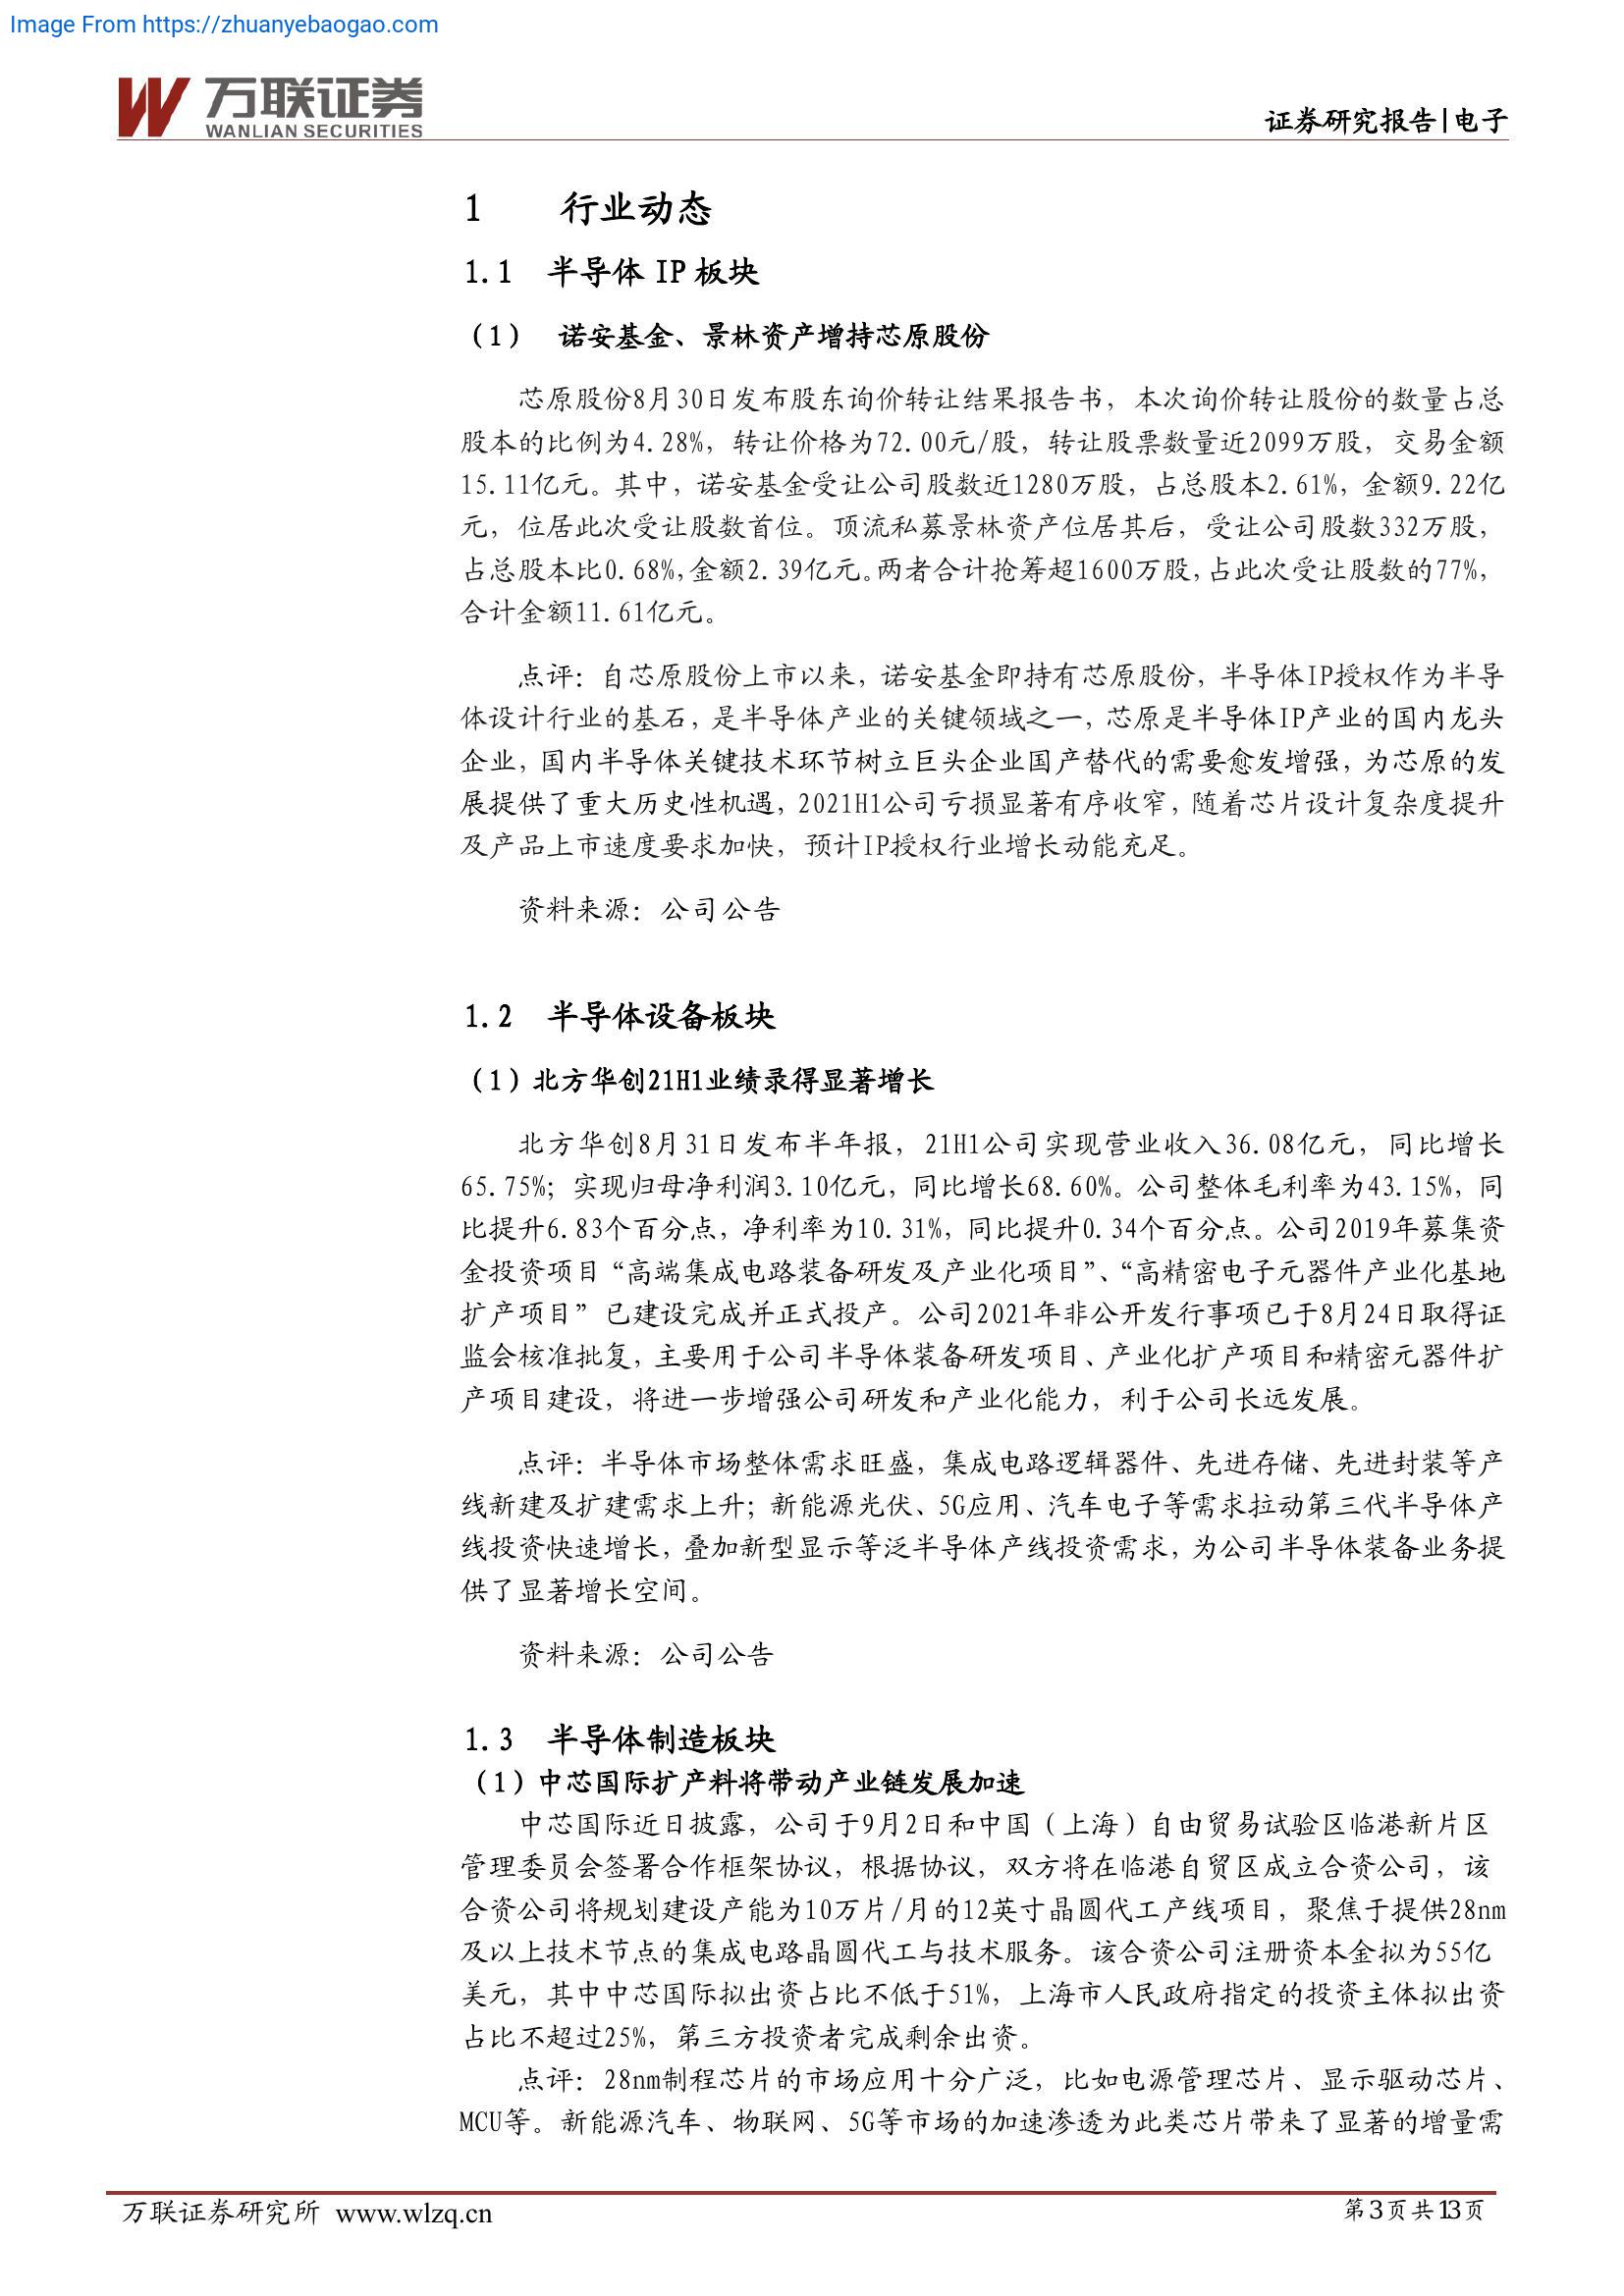 Image From https://zhuanyebaogao.com
万联证券
WANLIAN SECURITIES
证券研究报告|电子
1 行业动态
1.1 半导体 IP 板块
（1） 诺安基金、景林资产增持芯原股份
芯原股份8月30日发布股东询价转让结果报告书，本次询价转让股份的数量占总
股本的比例为4.28%，转让价格为72.00元/股，转让股票数量近2099万股，交易金额
15.11亿元。其中，诺安基金受让公司股数近1280万股，占总股本2.61%，金额9.22亿
元，位居此次受让股数首位。顶流私募景林资产位居其后，受让公司股数332万股，
占总股本比0.68%，金额2.39亿元。两者合计抢筹超1600万股，占此次受让股数的77%，
合计金额11.61亿元。
点评：自芯原股份上市以来，诺安基金即持有芯原股份，半导体IP授权作为半导
体设计行业的基石，是半导体产业的关键领域之一，芯原是半导体IP产业的国内龙头
企业，国内半导体关键技术环节树立巨头企业国产替代的需要愈发增强，为芯原的发
展提供了重大历史性机遇，2021H1公司亏损显著有序收窄，随着芯片设计复杂度提升
及产品上市速度要求加快，预计IP授权行业增长动能充足。
资料来源：公司公告
1.2 半导体设备板块
（1）北方华创21H1业绩录得显著增长
北方华创8月31日发布半年报，21H1公司实现营业收入36.08亿元，同比增长
65.75%；实现归母净利润3.10亿元，同比增长68.60%。公司整体毛利率为43.15%，同
比提升6.83个百分点，净利率为10.31%，同比提升0.34个百分点。公司2019年募集资
金投资项目“高端集成电路装备研发及产业化项目”、“高精密电子元器件产业化基地
扩产项目”已建设完成并正式投产。公司2021年非公开发行事项已于8月24日取得证
监会核准批复，主要用于公司半导体装备研发项目、产业化扩产项目和精密元器件扩
产项目建设，将进一步增强公司研发和产业化能力，利于公司长远发展。
点评：半导体市场整体需求旺盛，集成电路逻辑器件、先进存储、先进封装等产
线新建及扩建需求上升；新能源光伏、5G应用、汽车电子等需求拉动第三代半导体产
线投资快速增长，叠加新型显示等泛半导体产线投资需求，为公司半导体装备业务提
供了显著增长空间。
资料来源：公司公告
1.3 半导体制造板块
（1）中芯国际扩产料将带动产业链发展加速
中芯国际近日披露，公司于9月2日和中国（上海）自由贸易试验区临港新片区
管理委员会签署合作框架协议，根据协议，双方将在临港自贸区成立合资公司，该
合资公司将规划建设产能为10万片/月的12英寸晶圆代工产线项目，聚焦于提供28nm
及以上技术节点的集成电路晶圆代工与技术服务。该合资公司注册资本金拟为55亿
美元，其中中芯国际拟出资占比不低于51%，上海市人民政府指定的投资主体拟出资
占比不超过25%，第三方投资者完成剩余出资。
点评：28nm制程芯片的市场应用十分广泛，比如电源管理芯片、显示驱动芯片、
MCU等。新能源汽车、物联网、5G等市场的加速渗透为此类芯片带来了显著的增量需
万联证券研究所 www.wlzq.cn
第3页共13页